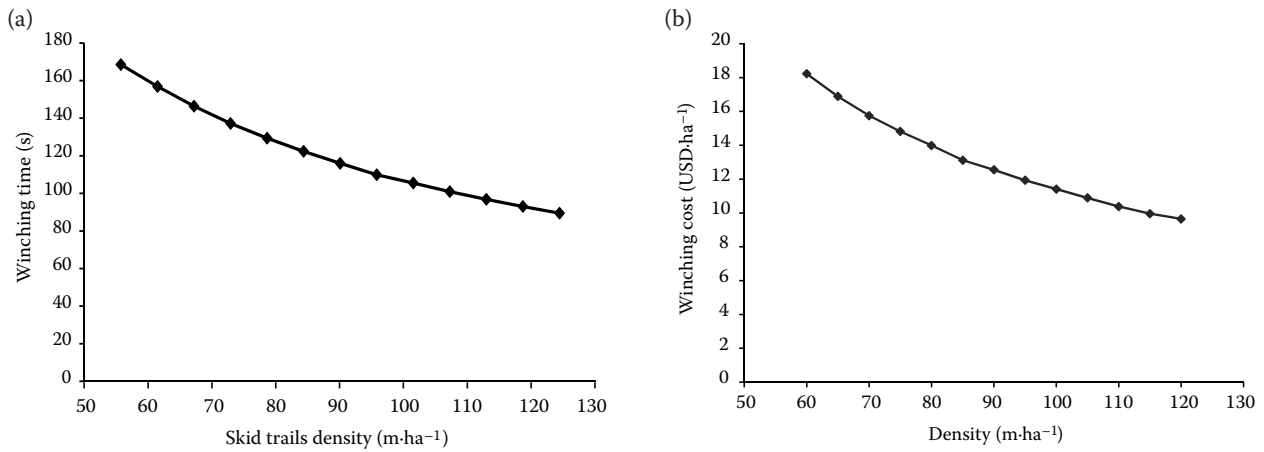 (a)
Winching time (s)
180
160
140
120
100
80
60
40
20
0
50 60 70 80 90 100 110 120 130
Skid trails density (m·ha⁻¹)
(b)
Winching cost (USD·ha⁻¹)
20
18
16
14
12
10
8
6
4
2
0
50 60 70 80 90 100 110 120 130
Density (m·ha⁻¹)